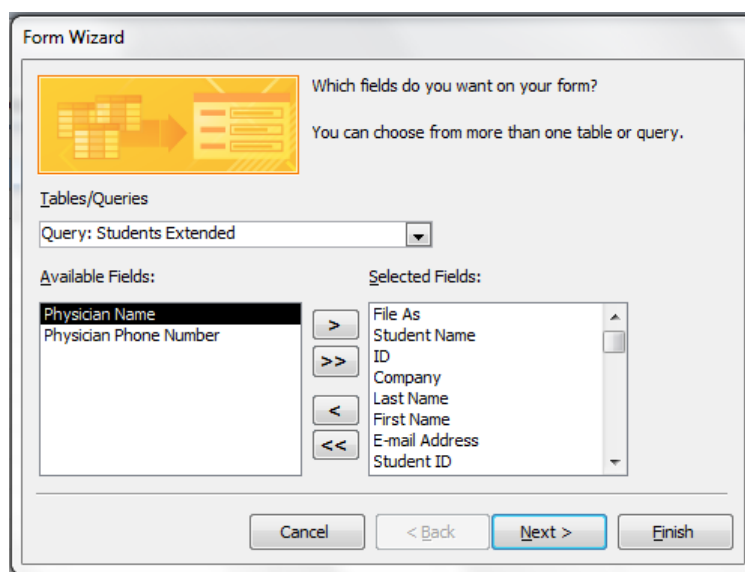 Form Wizard
Which fields do you want on your form?
You can choose from more than one table or query.
Tables/Queries
Query: Students Extended
Available Fields:
Physician Name
Physician Phone Number
>
>>
<
<<
Selected Fields:
File As
Student Name
ID
Company
Last Name
First Name
E-mail Address
Student ID
Cancel
< Back
Next >
Finish